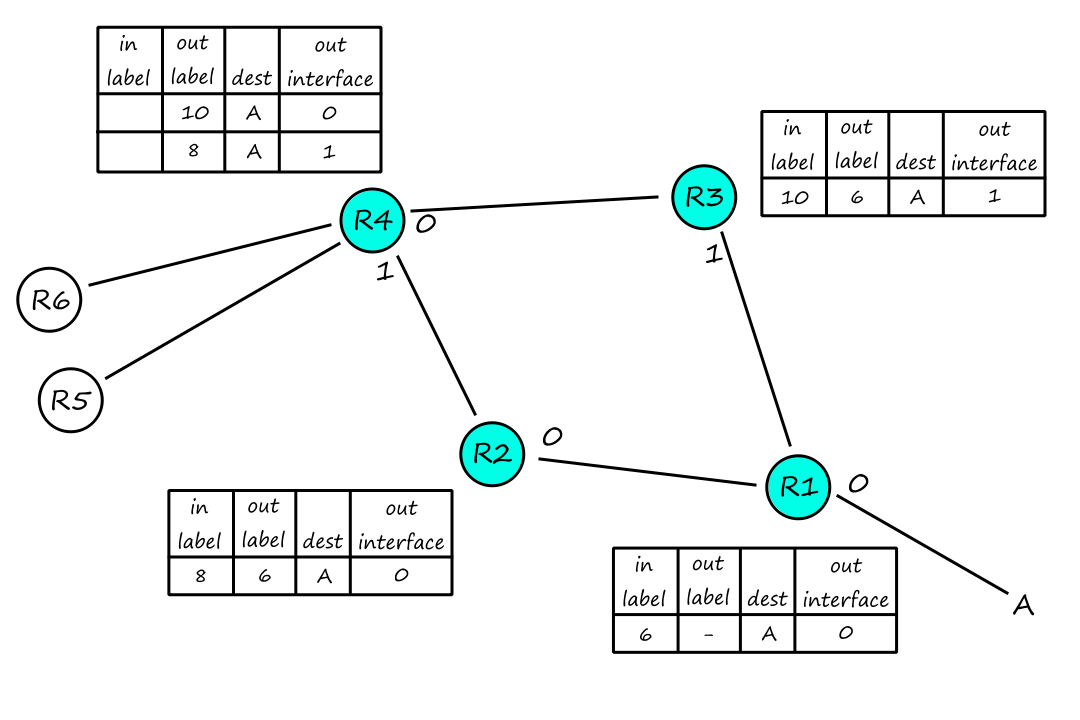 in label | out label | dest | out interface
| 10 | A | 0
| 8 | A | 1
in label | out label | dest | out interface
10 | 6 | A | 1
R4
0
1
R3
1
R6
R5
R2
0
R1
0
A
in label | out label | dest | out interface
8 | 6 | A | 0
in label | out label | dest | out interface
6 | - | A | 0